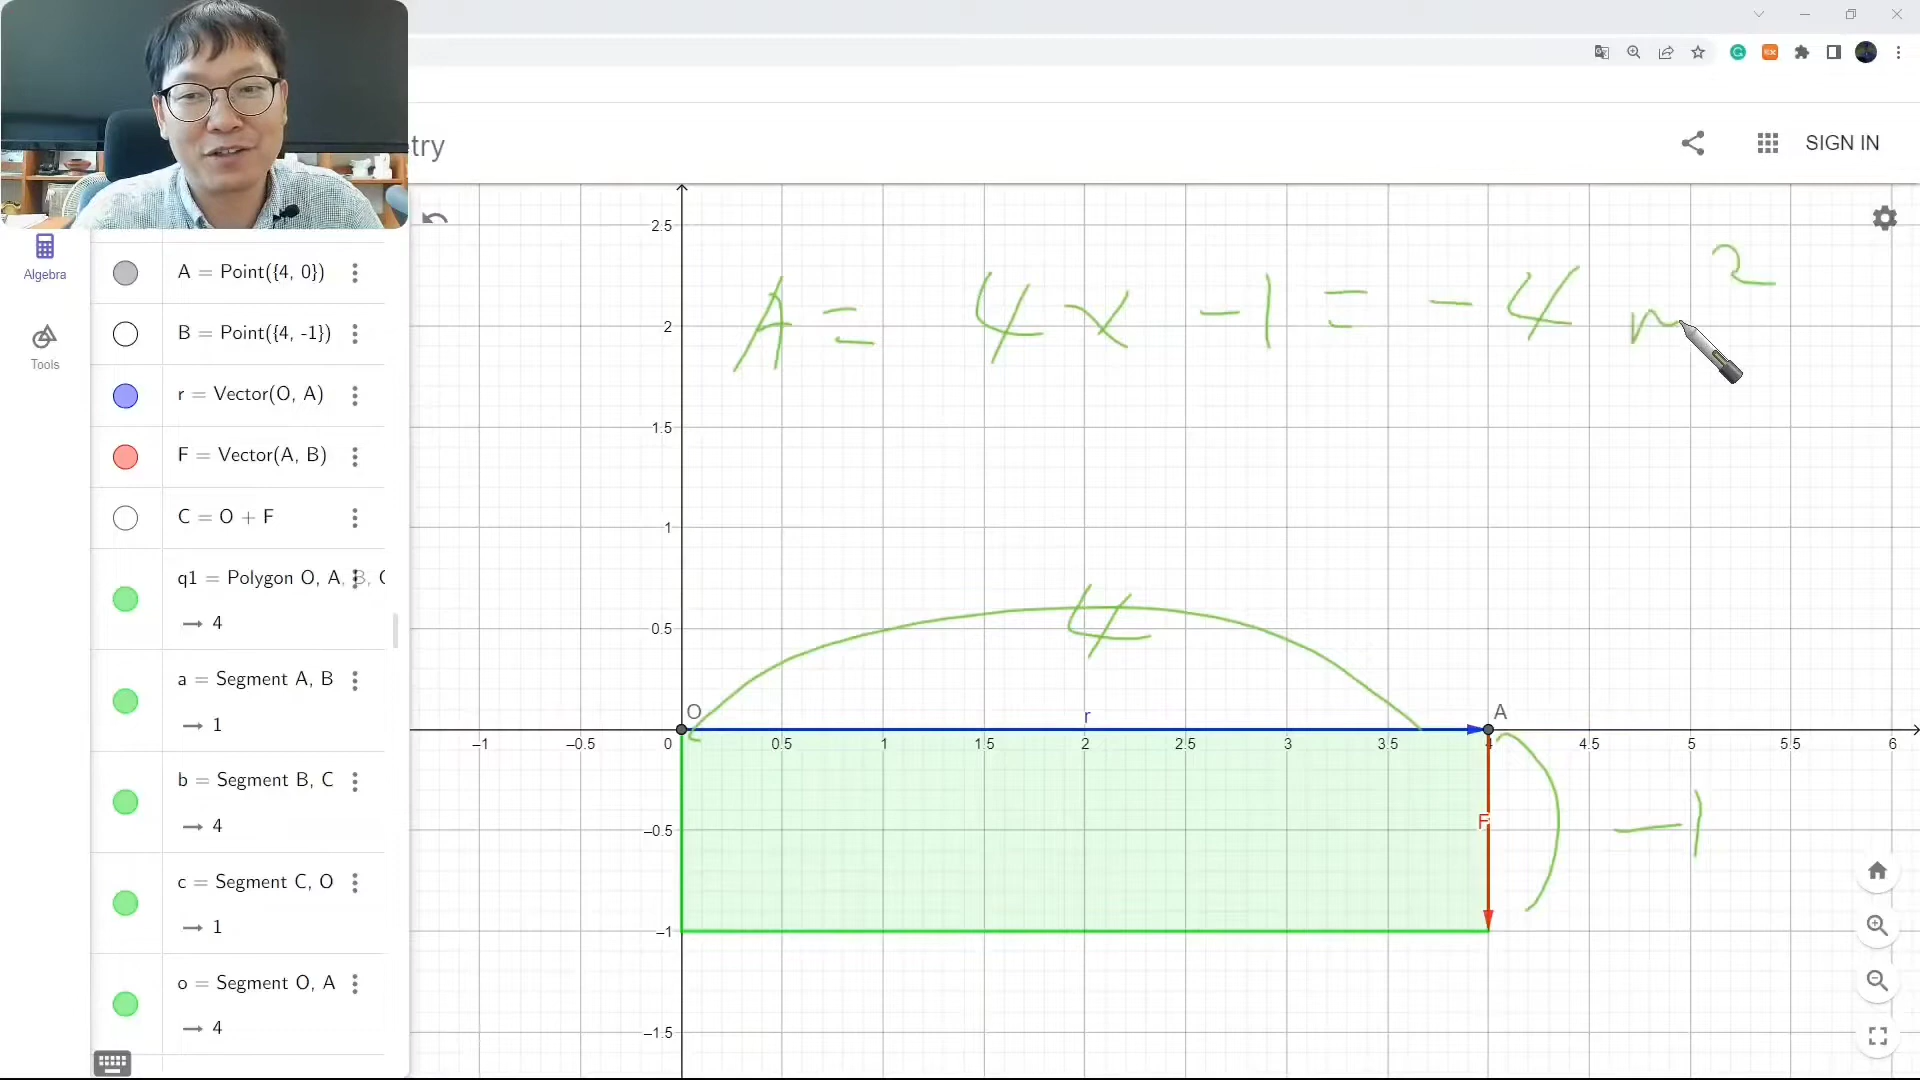 try
SIGN IN
Algebra
Tools
A = Point({4, 0})
B = Point({4, -1})
r = Vector(O, A)
F = Vector(A, B)
C = O + F
q1 = Polygon O, A, B, C
→ 4
a = Segment A, B
→ 1
b = Segment B, C
→ 4
c = Segment C, O
→ 1
o = Segment O, A
→ 4
2.5
A = 4 x -1 = -4 m²
2
1.5
1
0.5
4
O
r
A
−1 −0.5 0 0.5 1 1.5 2 2.5 3 3.5 4 4.5 5 5.5 6
F
−0.5
-1
−1
−1.5